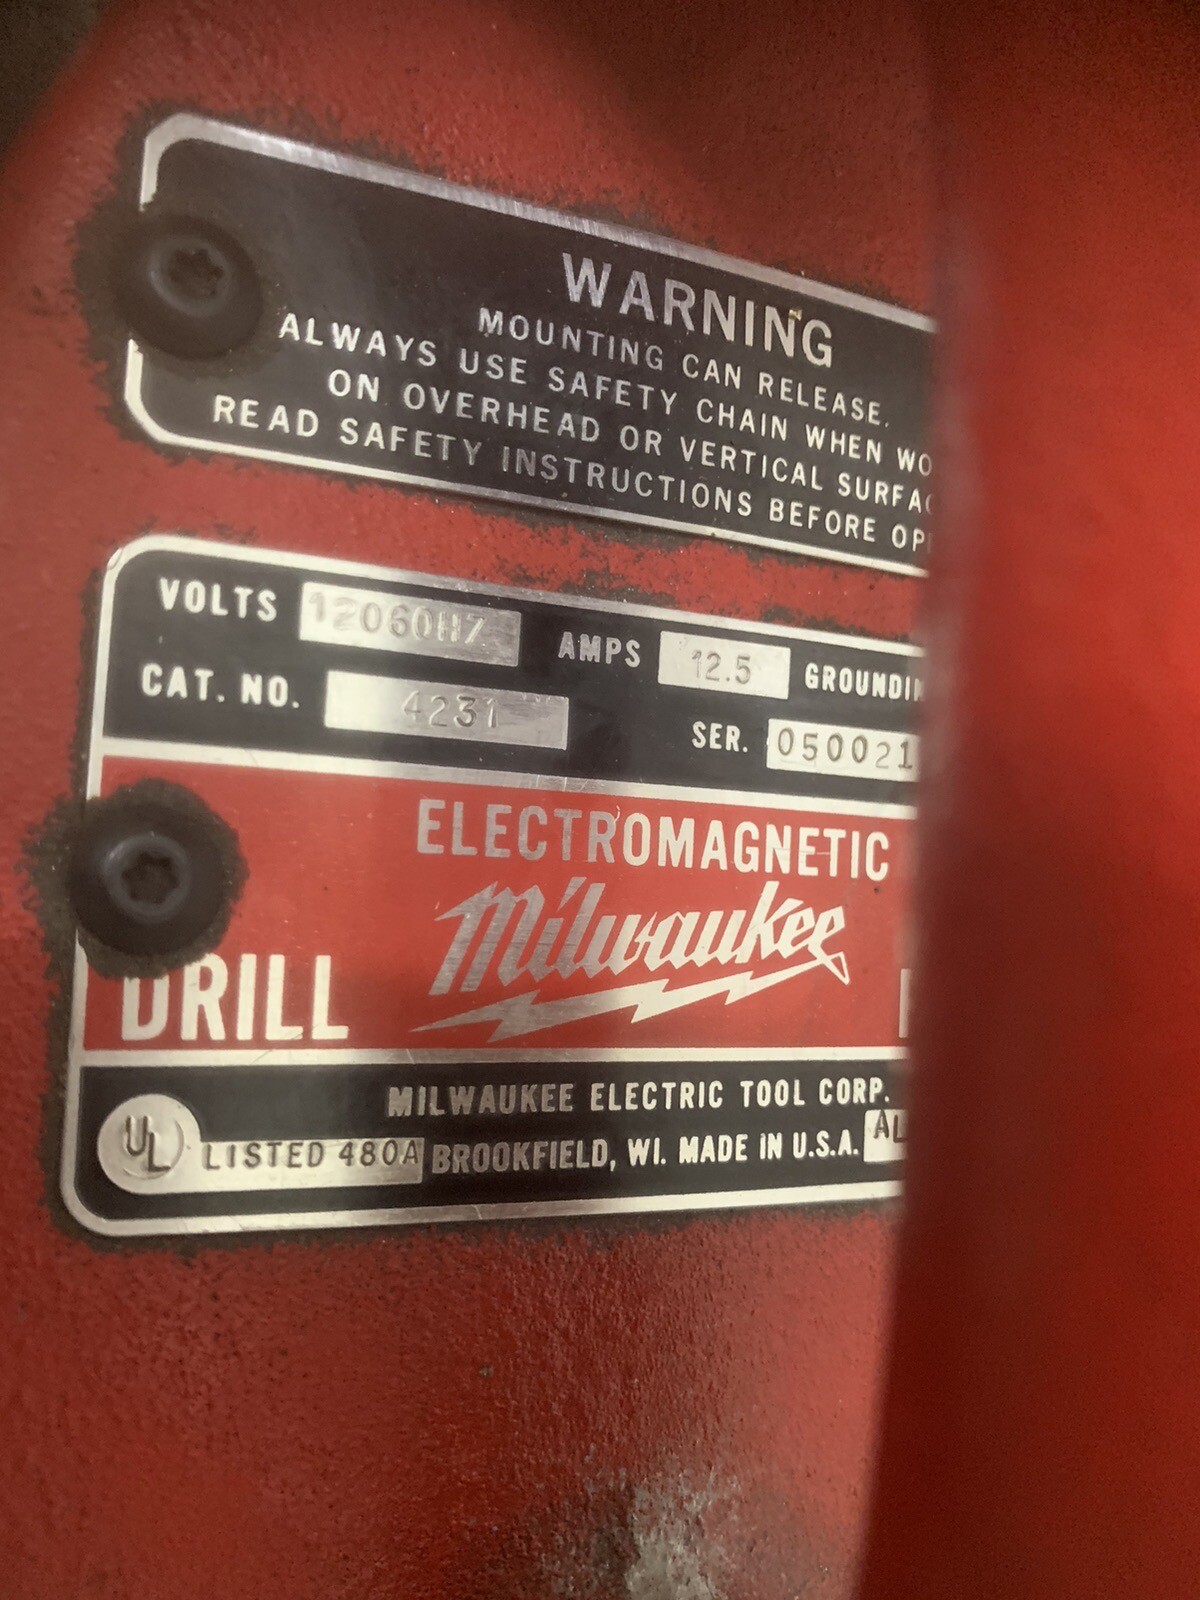 WARNING
MOUNTING CAN RELEASE.
ALWAYS USE SAFETY CHAIN WHEN WO
ON OVERHEAD OR VERTICAL SURFAC
READ SAFETY INSTRUCTIONS BEFORE OP
VOLTS 12060HZ AMPS 12.5 GROUNDIN
CAT. NO. 4231 SER. 050021
ELECTROMAGNETIC
Milwaukee
DRILL
MILWAUKEE ELECTRIC TOOL CORP.
UL LISTED 480A BROOKFIELD, WI. MADE IN U.S.A. AL